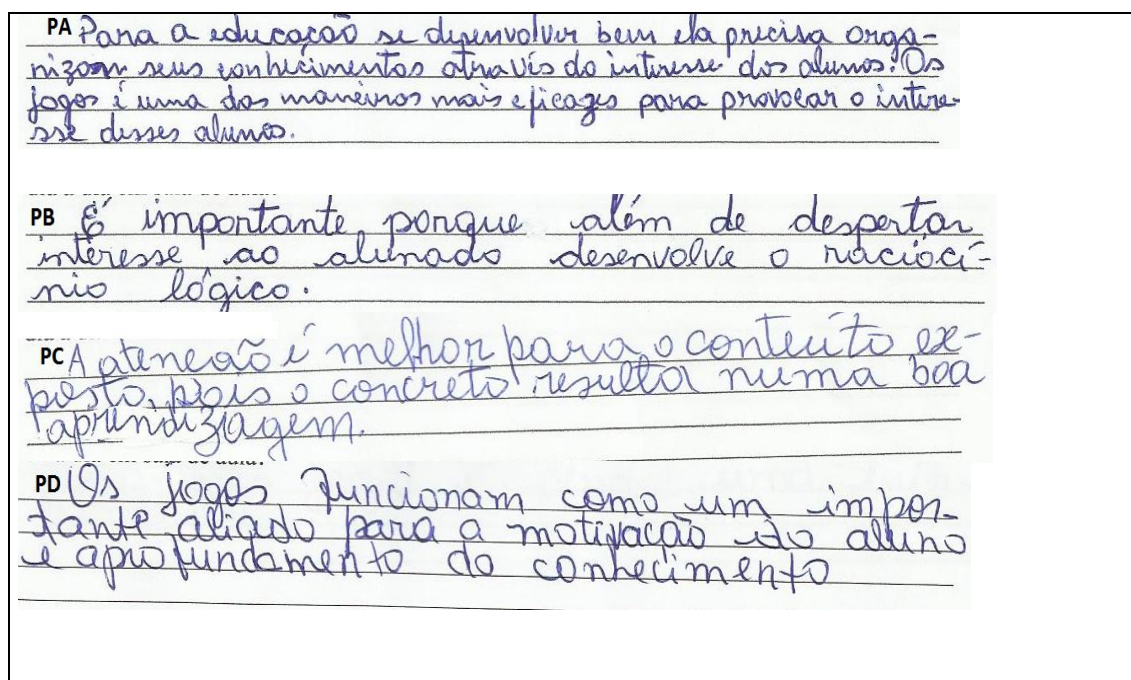 PA Para a educação se desenvolver bem ela precisa orga-
nizar seus conhecimentos através do interesse dos alunos. Os
jogos é uma das maneiras mais eficazes para provocar o intere-
sse desses alunos.
PB É importante, porque além de despertar
interesse ao alunado desenvolve o raciocí-
nio lógico.
PC A atencão é melhor para o conteúto ex-
posto, pois o concreto resulta numa boa
aprindizagem.
PD Os jogos funcionam como um impor-
tante aliado para a motivação do aluno
e aprofundamento do conhecimento